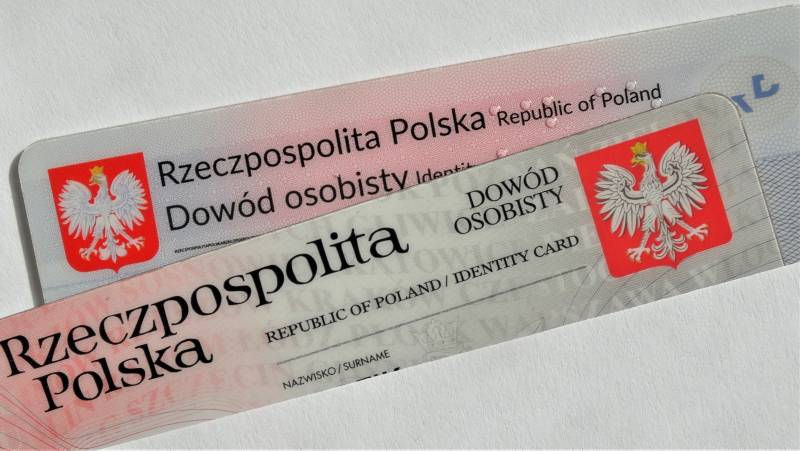 Rzeczpospolita Polska Republic of Poland
Dowód osobisty
Rzeczpospolita
Polska
DOWÓD
OSOBISTY
REPUBLIC OF POLAND / IDENTITY CARD
NAZWISKO / SURNAME